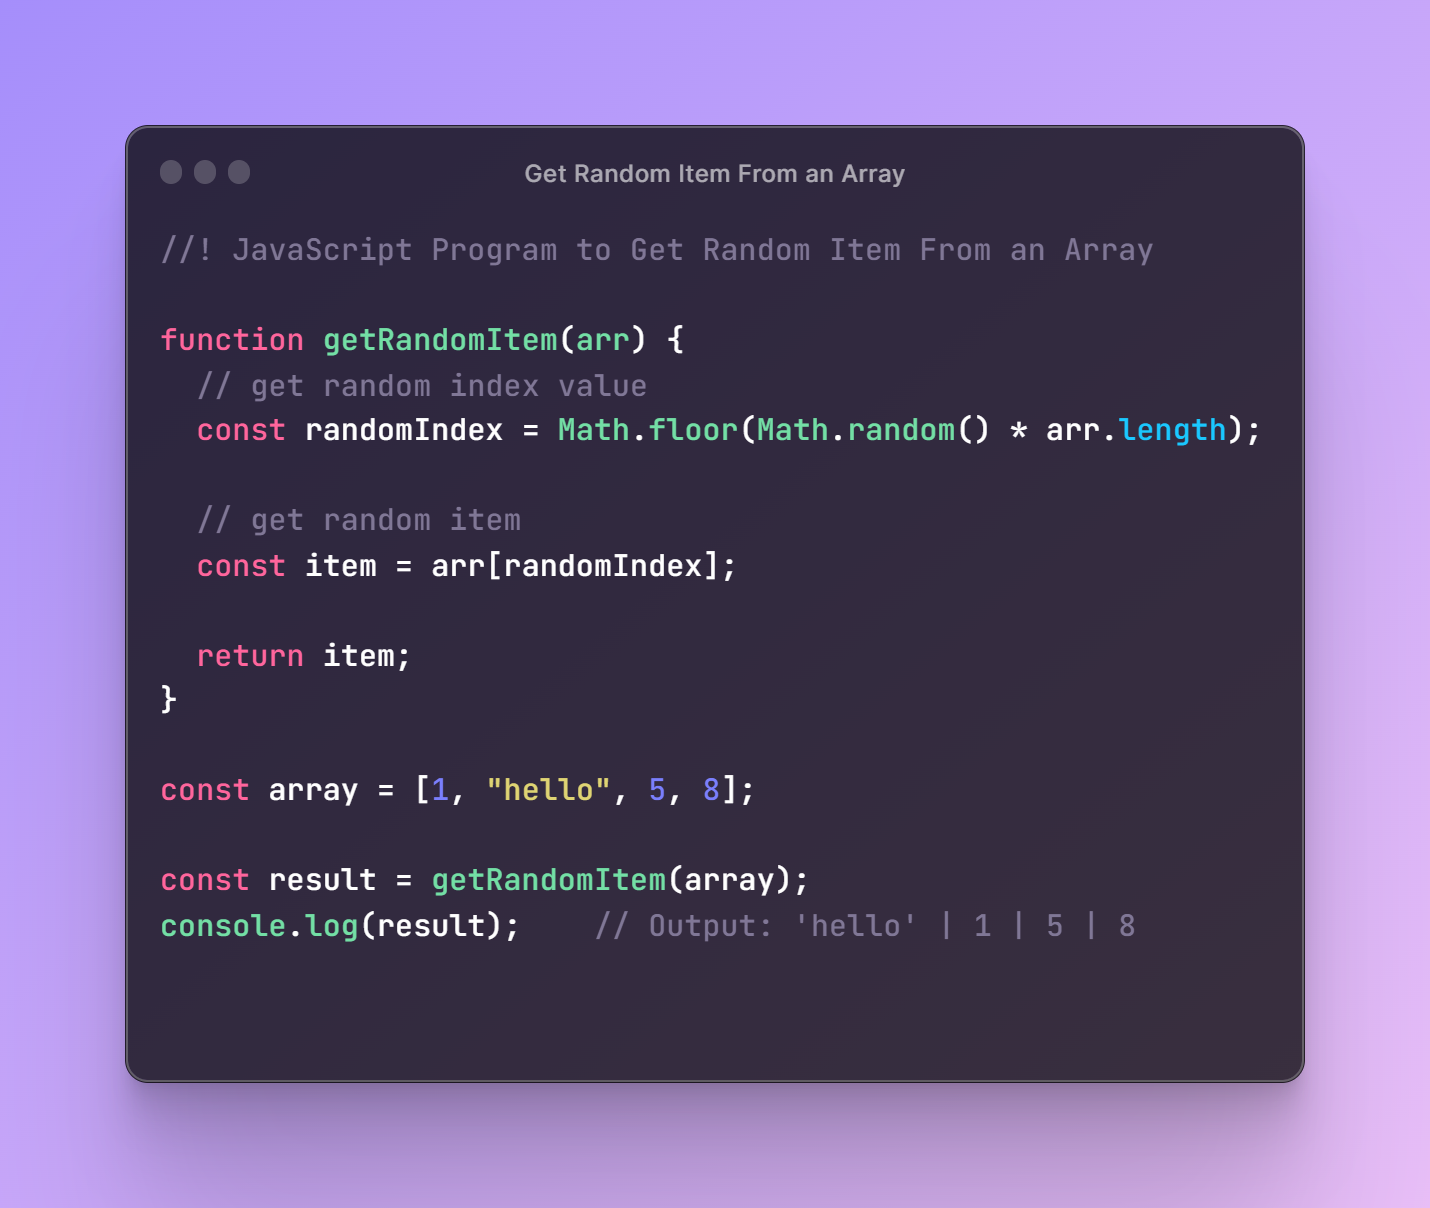 Get Random Item From an Array
//! JavaScript Program to Get Random Item From an Array
function getRandomItem(arr) {
  // get random index value
  const randomIndex = Math.floor(Math.random() * arr.length);
  // get random item
  const item = arr[randomIndex];
  return item;
}
const array = [1, "hello", 5, 8];
const result = getRandomItem(array);
console.log(result);    // Output: 'hello' | 1 | 5 | 8